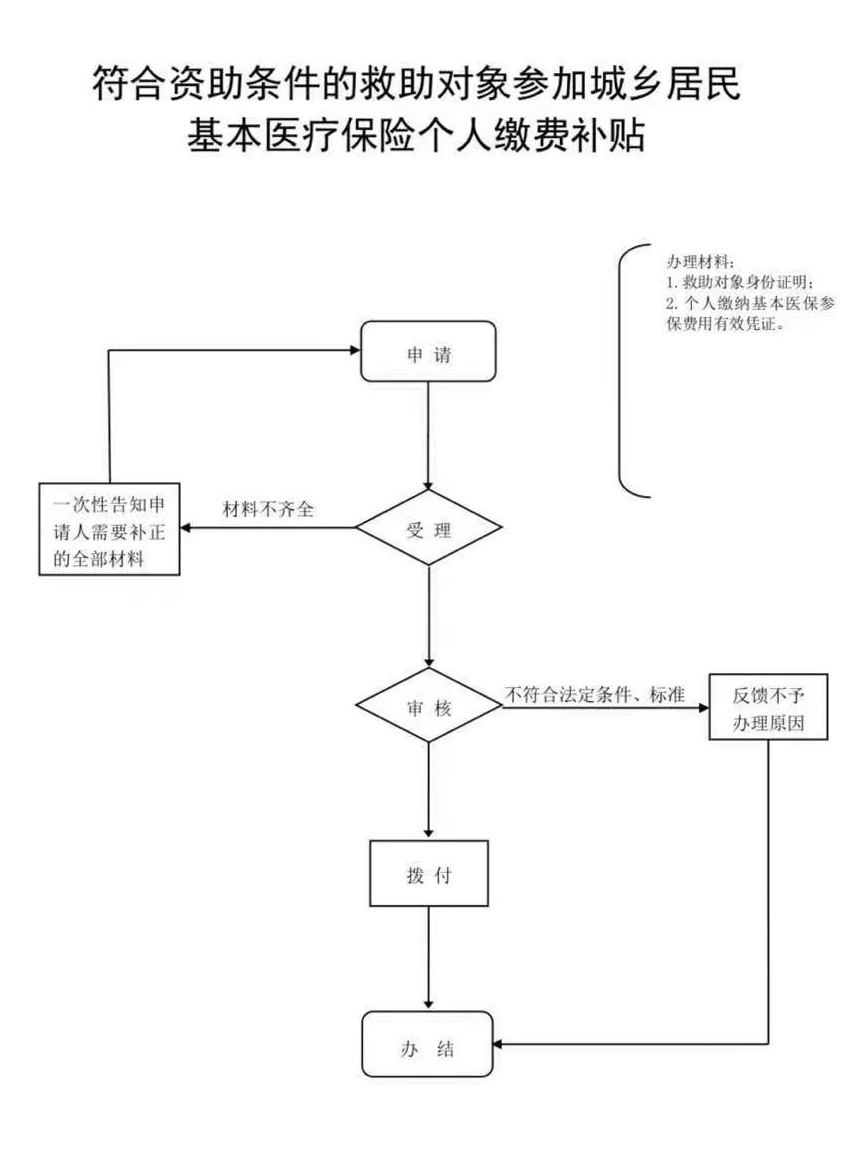 符合资助条件的救助对象参加城乡居民
基本医疗保险个人缴费补贴
办理材料：
1.救助对象身份证明；
2.个人缴纳基本医保参
保费用有效凭证。
申 请
一次性告知申
请人需要补正
的全部材料
材料不齐全
受 理
审 核
不符合法定条件、标准
反馈不予
办理原因
拨 付
办 结